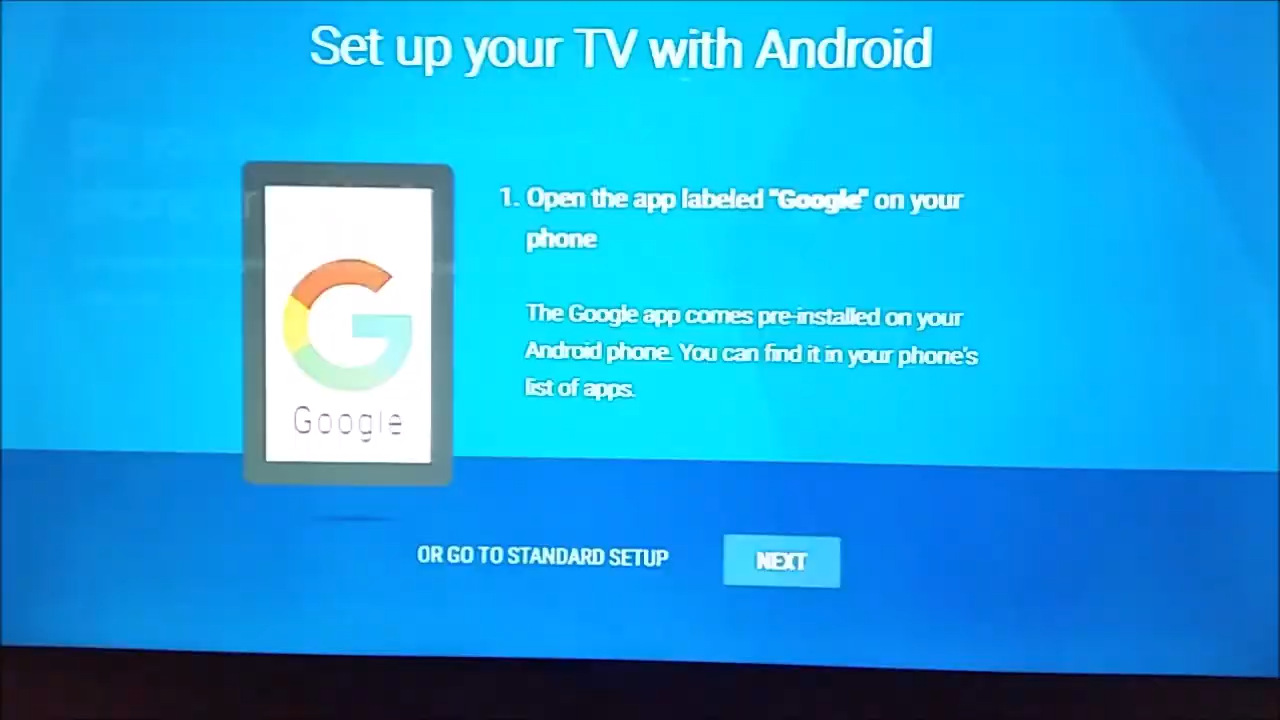 Set up your TV with Android
1. Open the app labeled "Google" on your
phone
The Google app comes pre-installed on your
Android phone. You can find it in your phone's
list of apps.
Google
OR GO TO STANDARD SETUP
NEXT